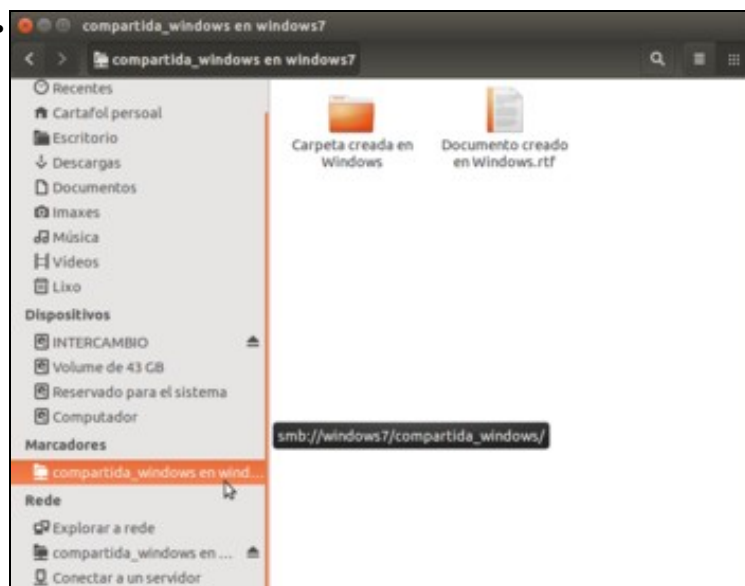 compartida_windows en windows7
compartida_windows en windows7
Recentes
Cartafol persoal
Escritorio
Descargas
Documentos
Imaxes
Música
Vídeos
Lixo
Dispositivos
INTERCAMBIO
Volume de 43 GB
Reservado para el sistema
Computador
Marcadores
compartida_windows en wind...
Rede
Explorar a rede
compartida_windows en ...
Conectar a un servidor
Carpeta creada en
Windows
Documento creado
en Windows.rtf
smb://windows7/compartida_windows/